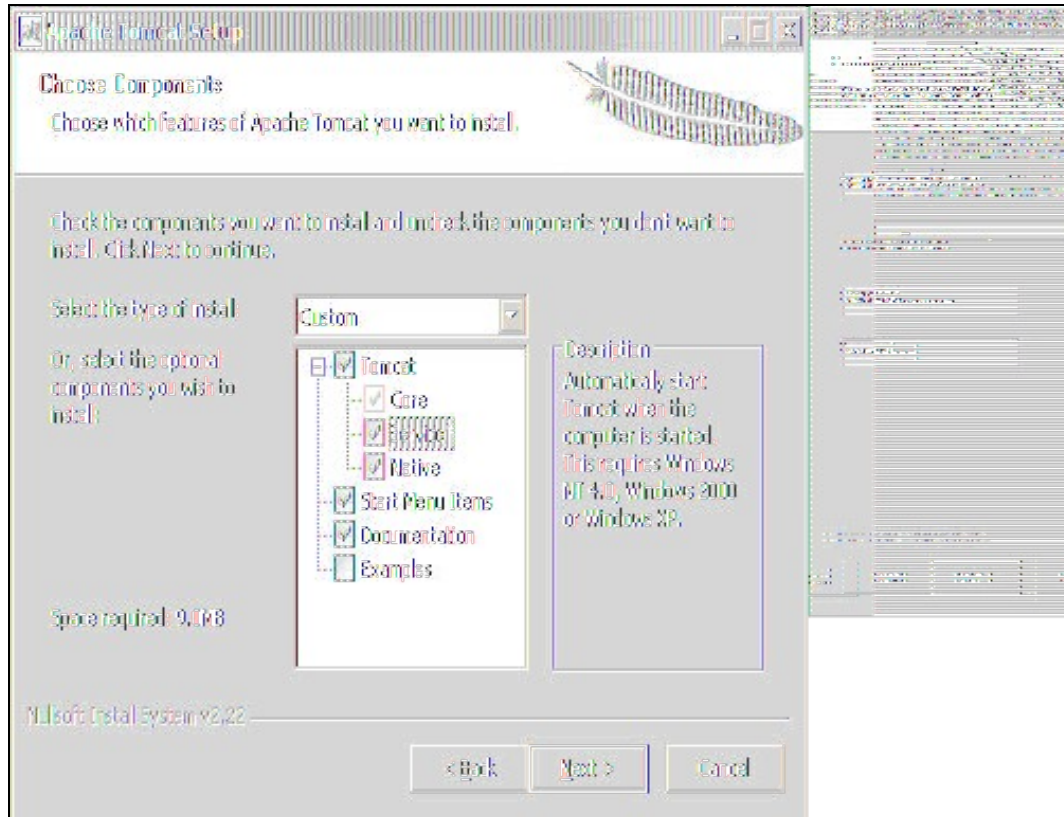 Apache Tomcat Setup
Choose Components
Choose which features of Apache Tomcat you want to install.
Check the components you want to install and uncheck the components you don't want to
install. Click Next to continue.
Select the type of install
Custom
Or, select the optional
components you wish to
install:
Tomcat
Core
Service
Native
Start Menu Items
Documentation
Examples
Description
Automatically start
Tomcat when the
computer is started.
This requires Windows
NT 4.0, Windows 2000
or Windows XP.
Space required:
Nullsoft Install System v2.22
< Back
Next >
Cancel